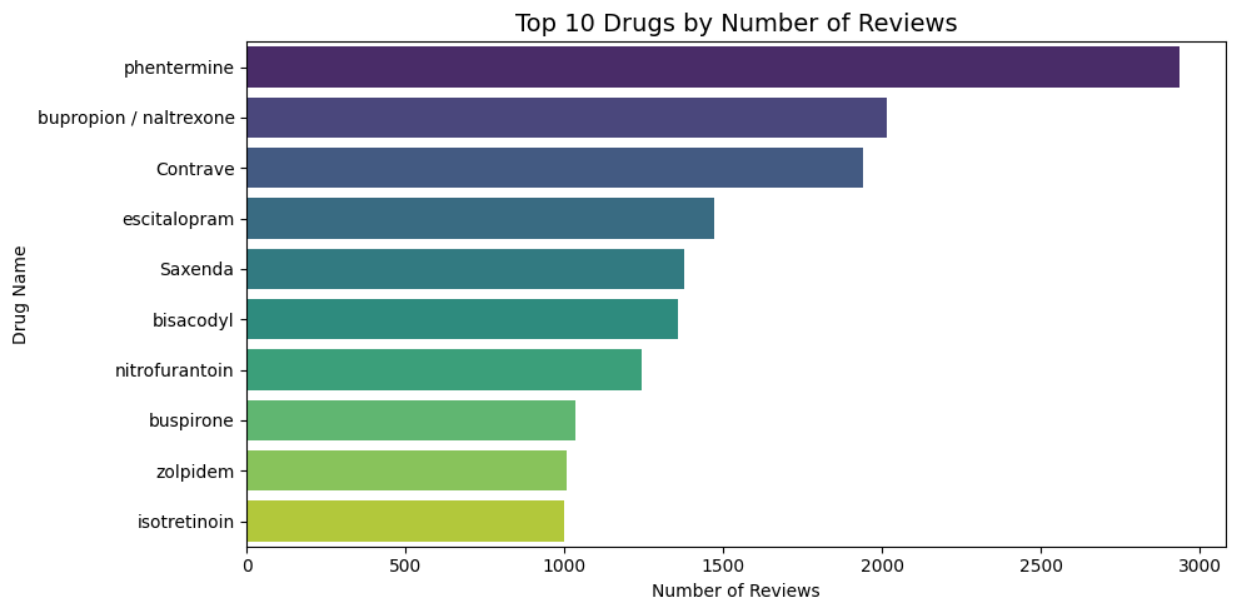 Top 10 Drugs by Number of Reviews
Drug Name
phentermine
bupropion / naltrexone
Contrave
escitalopram
Saxenda
bisacodyl
nitrofurantoin
buspirone
zolpidem
isotretinoin
0 500 1000 1500 2000 2500 3000
Number of Reviews